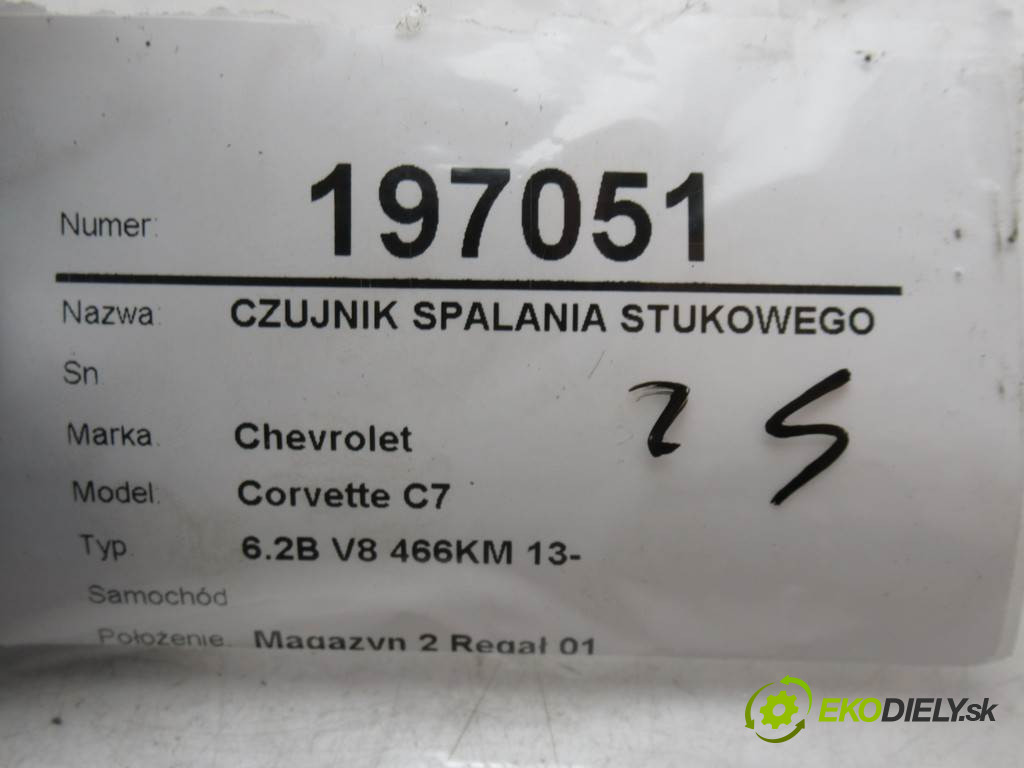 Numer: 197051
Nazwa: CZUJNIK SPALANIA STUKOWEGO
Sn
Marka. Chevrolet
Model: Corvette C7
Typ. 6.2B V8 466KM 13-
Samochód
Położenie. Magazyn 2 Regał 01
EKODIELY.sk